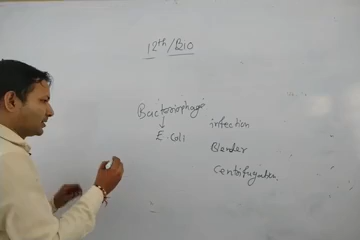 12th/BIO
Bacteriophage
E. Coli
infection
Blender
Centrifugation